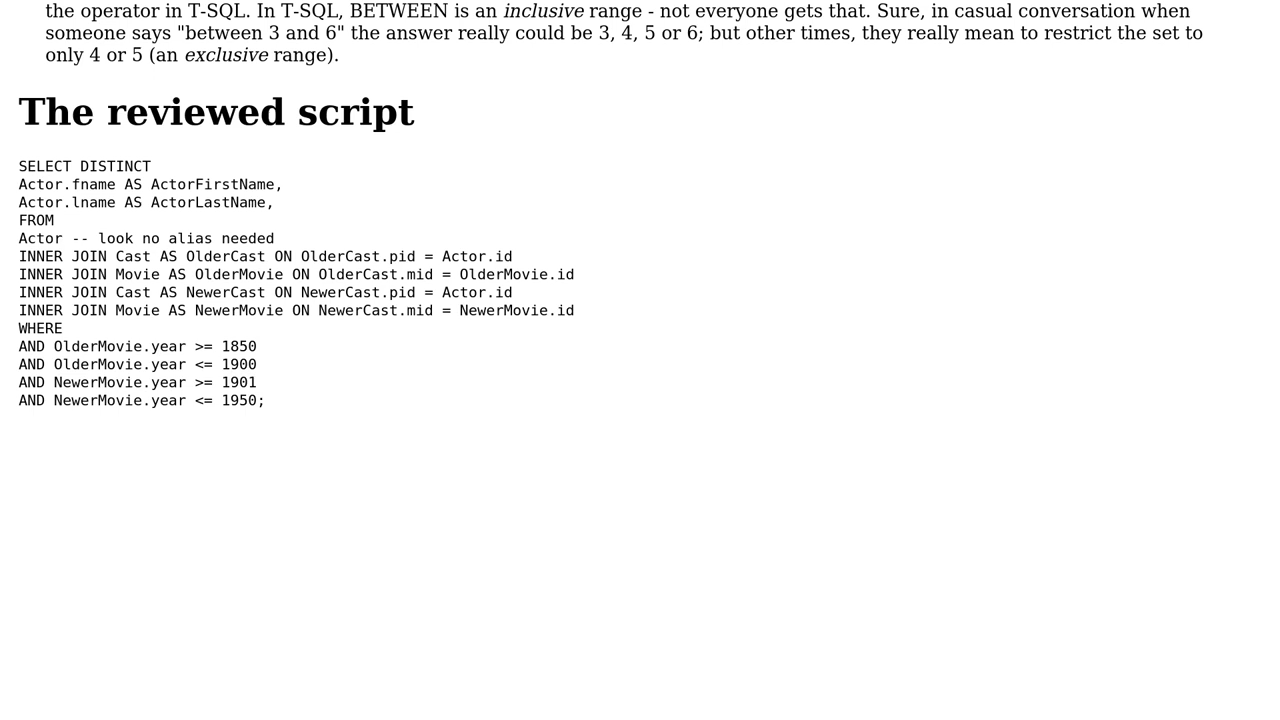 the operator in T-SQL. In T-SQL, BETWEEN is an inclusive range - not everyone gets that. Sure, in casual conversation when
someone says "between 3 and 6" the answer really could be 3, 4, 5 or 6; but other times, they really mean to restrict the set to
only 4 or 5 (an exclusive range).
The reviewed script
SELECT DISTINCT
Actor.fname AS ActorFirstName,
Actor.lname AS ActorLastName,
FROM
Actor -- look no alias needed
INNER JOIN Cast AS OlderCast ON OlderCast.pid = Actor.id
INNER JOIN Movie AS OlderMovie ON OlderCast.mid = OlderMovie.id
INNER JOIN Cast AS NewerCast ON NewerCast.pid = Actor.id
INNER JOIN Movie AS NewerMovie ON NewerCast.mid = NewerMovie.id
WHERE
AND OlderMovie.year >= 1850
AND OlderMovie.year <= 1900
AND NewerMovie.year >= 1901
AND NewerMovie.year <= 1950;